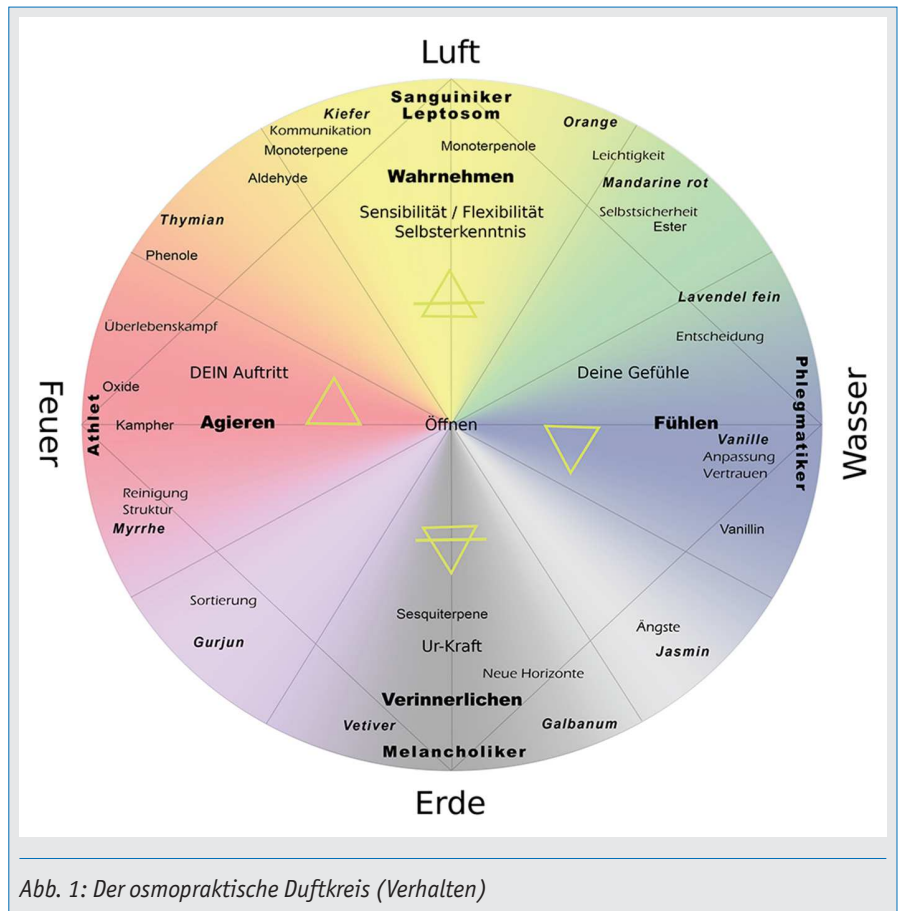 Luft
Sanguiniker
Leptosom
Kiefer
Kommunikation
Monoterpene
Aldehyde
Monoterpenole
Wahrnehmen
Sensibilität / Flexibilität
Selbsterkenntnis
Orange
Leichtigkeit
Mandarine rot
Selbstsicherheit
Ester
Thymian
Phenole
Lavendel fein
Entscheidung
Überlebenskampf
DEIN Auftritt
Deine Gefühle
Feuer
Athlet
Oxide
Kampher
Agieren
Öffnen
Fühlen
Vanille
Anpassung
Vertrauen
Phlegmatiker
Wasser
Reinigung
Struktur
Myrrhe
Vanillin
Sortierung
Gurjun
Sesquiterpene
Ur-Kraft
Neue Horizonte
Ängste
Jasmin
Verinnerlichen
Vetiver
Galbanum
Melancholiker
Erde
Abb. 1: Der osmopraktische Duftkreis (Verhalten)